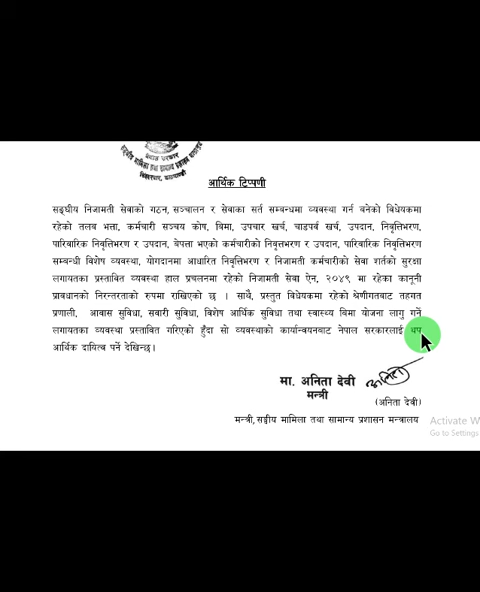 नेपाल सरकार
आर्थिक टिप्पणी
सङ्घीय निजामती सेवाको गठन, सञ्चालन र सेवाका सर्त सम्बन्धमा व्यवस्था गर्न बनेको विधेयकमा
रहेको तलव भत्ता, कर्मचारी सञ्चय कोष, बिमा, उपचार खर्च, चाडपर्व खर्च, उपदान, निवृत्तिभरण,
पारिवारिक निवृत्तिभरण र उपदान, बेपत्ता भएको कर्मचारीको निवृत्तभरण र उपदान, पारिवारिक निवृत्तिभरण
सम्बन्धी विशेष व्यवस्था, योगदानमा आधारित निवृत्तिभरण र निजामती कर्मचारीको सेवा शर्तको सुरक्षा
लगायतका प्रस्तावित व्यवस्था हाल प्रचलनमा रहेको निजामती सेवा ऐन, २०४९ मा रहेका कानूनी
प्रावधानको निरन्तरताको रुपमा राखिएको छ । साथै, प्रस्तुत विधेयकमा रहेको श्रेणीगतबाट तहगत
प्रणाली, आवास सुविधा, सवारी सुविधा, विशेष आर्थिक सुविधा तथा स्वास्थ्य बिमा योजना लागु गर्ने
लगायतका व्यवस्था प्रस्तावित गरिएको हुँदा सो व्यवस्थाको कार्यान्वयनबाट नेपाल सरकारलाई थप
आर्थिक दायित्व पर्ने देखिन्छ।
मा. अनिता देवी
मन्त्री
(अनिता देवी)
मन्त्री, सङ्घीय मामिला तथा सामान्य प्रशासन मन्त्रालय
Activate W
Go to Settings